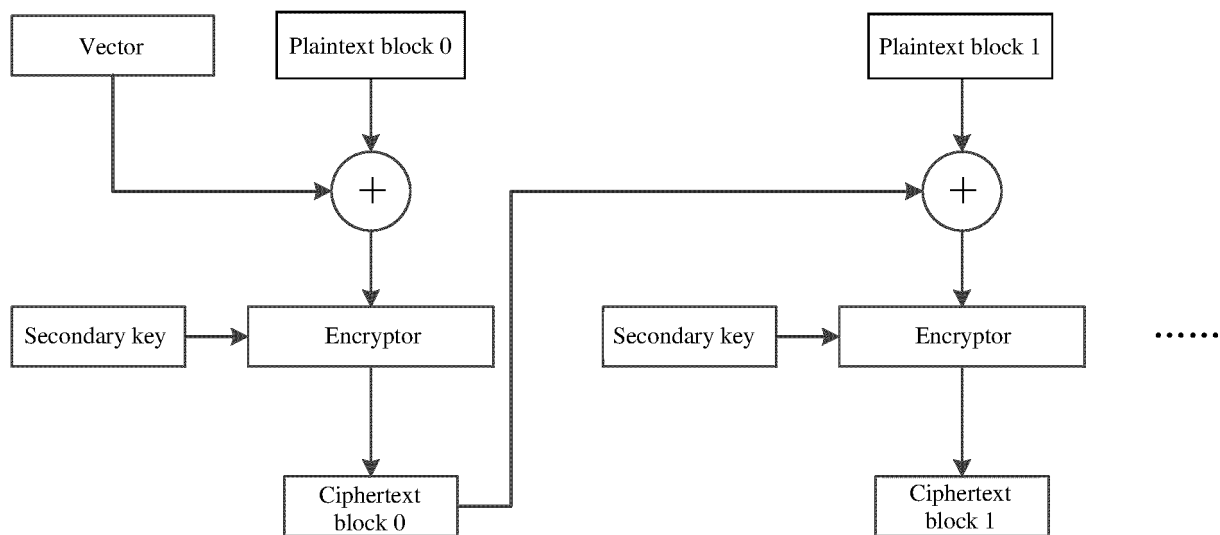 Vector
Plaintext block 0
Plaintext block 1
+
+
Secondary key
Encryptor
Secondary key
Encryptor
......
Ciphertext
block 0
Ciphertext
block 1